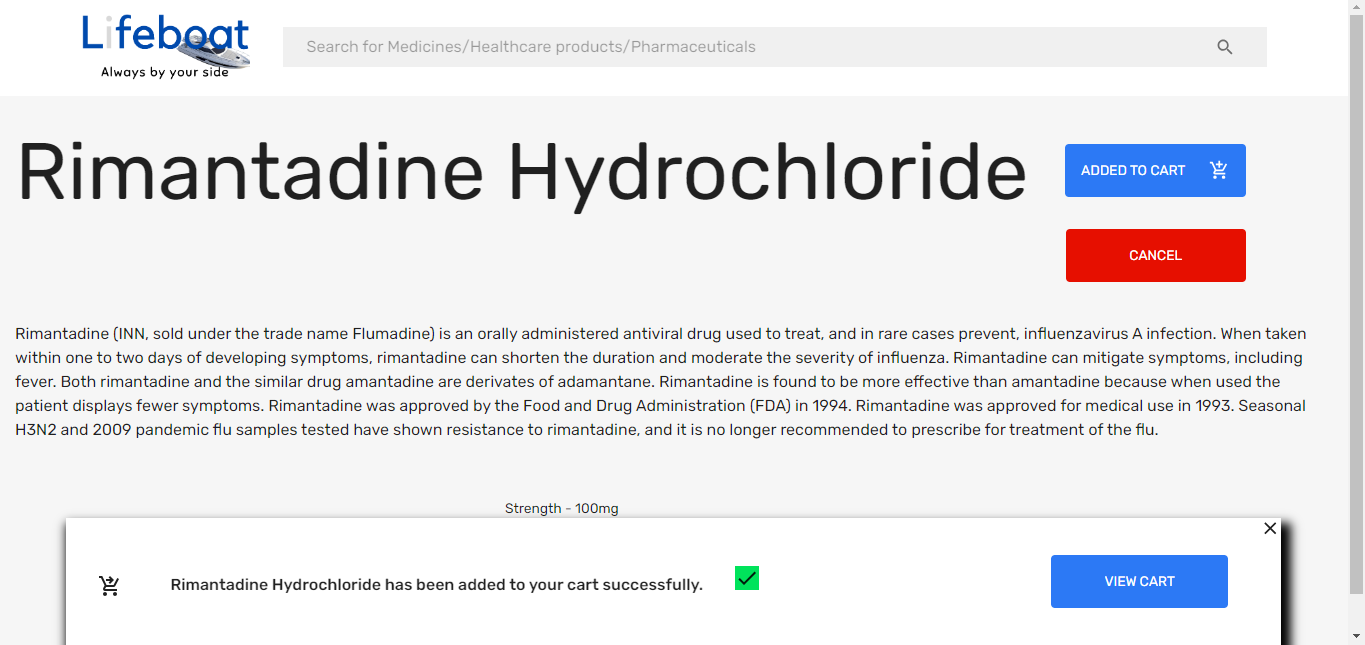 Lifeboat
Always by your side
Search for Medicines/Healthcare products/Pharmaceuticals
Rimantadine Hydrochloride
ADDED TO CART
CANCEL
Rimantadine (INN, sold under the trade name Flumadine) is an orally administered antiviral drug used to treat, and in rare cases prevent, influenzavirus A infection. When taken
within one to two days of developing symptoms, rimantadine can shorten the duration and moderate the severity of influenza. Rimantadine can mitigate symptoms, including
fever. Both rimantadine and the similar drug amantadine are derivates of adamantane. Rimantadine is found to be more effective than amantadine because when used the
patient displays fewer symptoms. Rimantadine was approved by the Food and Drug Administration (FDA) in 1994. Rimantadine was approved for medical use in 1993. Seasonal
H3N2 and 2009 pandemic flu samples tested have shown resistance to rimantadine, and it is no longer recommended to prescribe for treatment of the flu.
Strength - 100mg
Rimantadine Hydrochloride has been added to your cart successfully.
VIEW CART